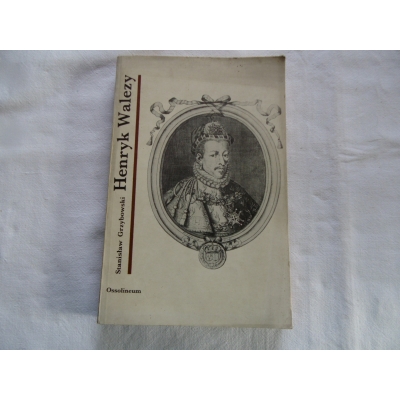 Stanisław Grzybowski
Henryk Walezy
Ossolineum